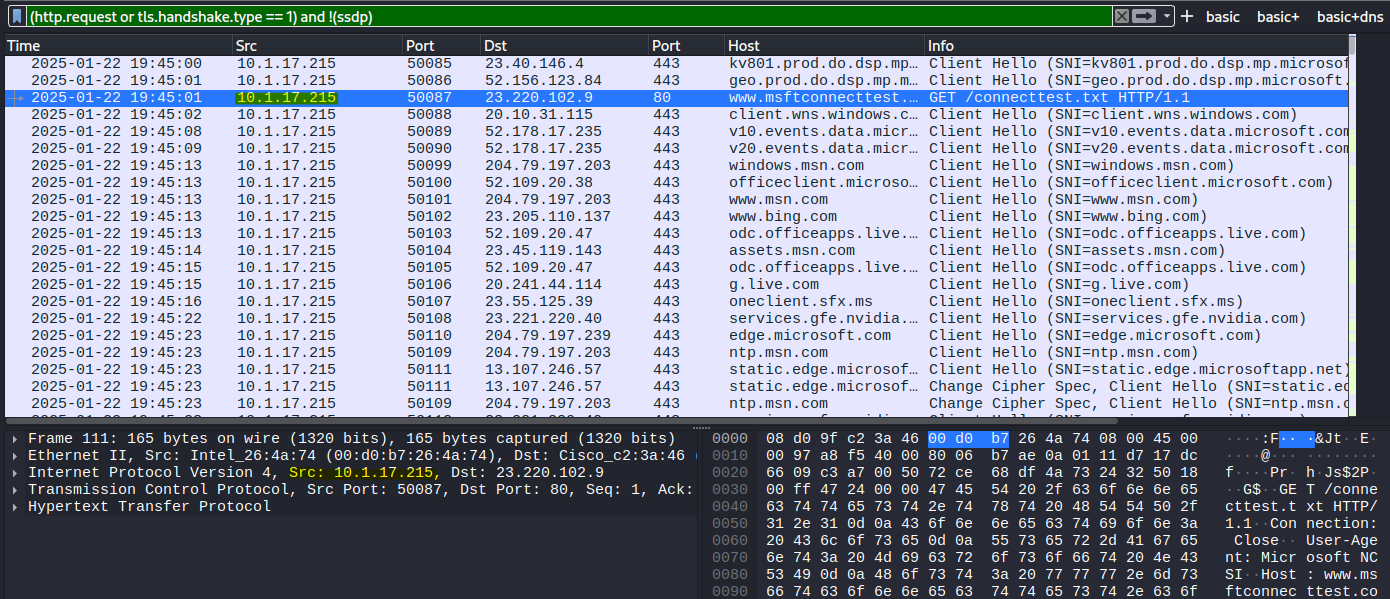 (http.request or tls.handshake.type == 1) and !(ssdp) basic basic+ basic+dns
Time Src Port Dst Port Host Info
2025-01-22 19:45:00 10.1.17.215 50085 23.40.146.4 443 kv801.prod.do.dsp.mp… Client Hello (SNI=kv801.prod.do.dsp.mp.microsof
2025-01-22 19:45:01 10.1.17.215 50086 52.156.123.84 443 geo.prod.do.dsp.mp.m… Client Hello (SNI=geo.prod.do.dsp.mp.microsoft.
2025-01-22 19:45:01 10.1.17.215 50087 23.220.102.9 80 www.msftconnecttest.… GET /connecttest.txt HTTP/1.1
2025-01-22 19:45:02 10.1.17.215 50088 20.10.31.115 443 client.wns.windows.c… Client Hello (SNI=client.wns.windows.com)
2025-01-22 19:45:08 10.1.17.215 50089 52.178.17.235 443 v10.events.data.micr… Client Hello (SNI=v10.events.data.microsoft.com
2025-01-22 19:45:09 10.1.17.215 50090 52.178.17.235 443 v20.events.data.micr… Client Hello (SNI=v20.events.data.microsoft.com
2025-01-22 19:45:13 10.1.17.215 50099 204.79.197.203 443 windows.msn.com Client Hello (SNI=windows.msn.com)
2025-01-22 19:45:13 10.1.17.215 50100 52.109.20.38 443 officeclient.microso… Client Hello (SNI=officeclient.microsoft.com)
2025-01-22 19:45:13 10.1.17.215 50101 204.79.197.203 443 www.msn.com Client Hello (SNI=www.msn.com)
2025-01-22 19:45:13 10.1.17.215 50102 23.205.110.137 443 www.bing.com Client Hello (SNI=www.bing.com)
2025-01-22 19:45:13 10.1.17.215 50103 52.109.20.47 443 odc.officeapps.live.… Client Hello (SNI=odc.officeapps.live.com)
2025-01-22 19:45:14 10.1.17.215 50104 23.45.119.143 443 assets.msn.com Client Hello (SNI=assets.msn.com)
2025-01-22 19:45:15 10.1.17.215 50105 52.109.20.47 443 odc.officeapps.live.… Client Hello (SNI=odc.officeapps.live.com)
2025-01-22 19:45:15 10.1.17.215 50106 20.241.44.114 443 g.live.com Client Hello (SNI=g.live.com)
2025-01-22 19:45:16 10.1.17.215 50107 23.55.125.39 443 oneclient.sfx.ms Client Hello (SNI=oneclient.sfx.ms)
2025-01-22 19:45:22 10.1.17.215 50108 23.221.220.40 443 services.gfe.nvidia.… Client Hello (SNI=services.gfe.nvidia.com)
2025-01-22 19:45:23 10.1.17.215 50110 204.79.197.239 443 edge.microsoft.com Client Hello (SNI=edge.microsoft.com)
2025-01-22 19:45:23 10.1.17.215 50109 204.79.197.203 443 ntp.msn.com Client Hello (SNI=ntp.msn.com)
2025-01-22 19:45:23 10.1.17.215 50111 13.107.246.57 443 static.edge.microsof… Client Hello (SNI=static.edge.microsoftapp.net)
2025-01-22 19:45:23 10.1.17.215 50111 13.107.246.57 443 static.edge.microsof… Change Cipher Spec, Client Hello (SNI=static.ed
2025-01-22 19:45:23 10.1.17.215 50109 204.79.197.203 443 ntp.msn.com Change Cipher Spec, Client Hello (SNI=ntp.msn.c
Frame 111: 165 bytes on wire (1320 bits), 165 bytes captured (1320 bits)
Ethernet II, Src: Intel_26:4a:74 (00:d0:b7:26:4a:74), Dst: Cisco_c2:3a:46 (
Internet Protocol Version 4, Src: 10.1.17.215, Dst: 23.220.102.9
Transmission Control Protocol, Src Port: 50087, Dst Port: 80, Seq: 1, Ack:
Hypertext Transfer Protocol
0000 08 d0 9f c2 3a 46 00 d0 b7 26 4a 74 08 00 45 00 ····:F···&Jt··E·
0010 00 97 a8 f5 40 00 80 06 b7 ae 0a 01 11 d7 17 dc ····@···········
0020 66 09 c3 a7 00 50 72 ce 68 df 4a 73 24 32 50 18 f····Pr·h·Js$2P·
0030 00 ff 47 24 00 00 47 45 54 20 2f 63 6f 6e 6e 65 ··G$··GET /conne
0040 63 74 74 65 73 74 2e 74 78 74 20 48 54 54 50 2f cttest.txt HTTP/
0050 31 2e 31 0d 0a 43 6f 6e 6e 65 63 74 69 6f 6e 3a 1.1··Connection:
0060 20 43 6c 6f 73 65 0d 0a 55 73 65 72 2d 41 67 65 Close··User-Age
0070 6e 74 3a 20 4d 69 63 72 6f 73 6f 66 74 20 4e 43 nt: Microsoft NC
0080 53 49 0d 0a 48 6f 73 74 3a 20 77 77 77 2e 6d 73 SI··Host: www.ms
0090 66 74 63 6f 6e 6e 65 63 74 74 65 73 74 2e 63 6f ftconnecttest.co